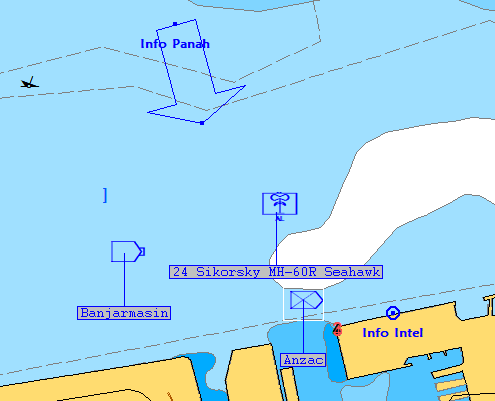 Info Panah
]
24 Sikorsky MH-60R Seahawk
Banjarmasin
Info Intel
Anzac